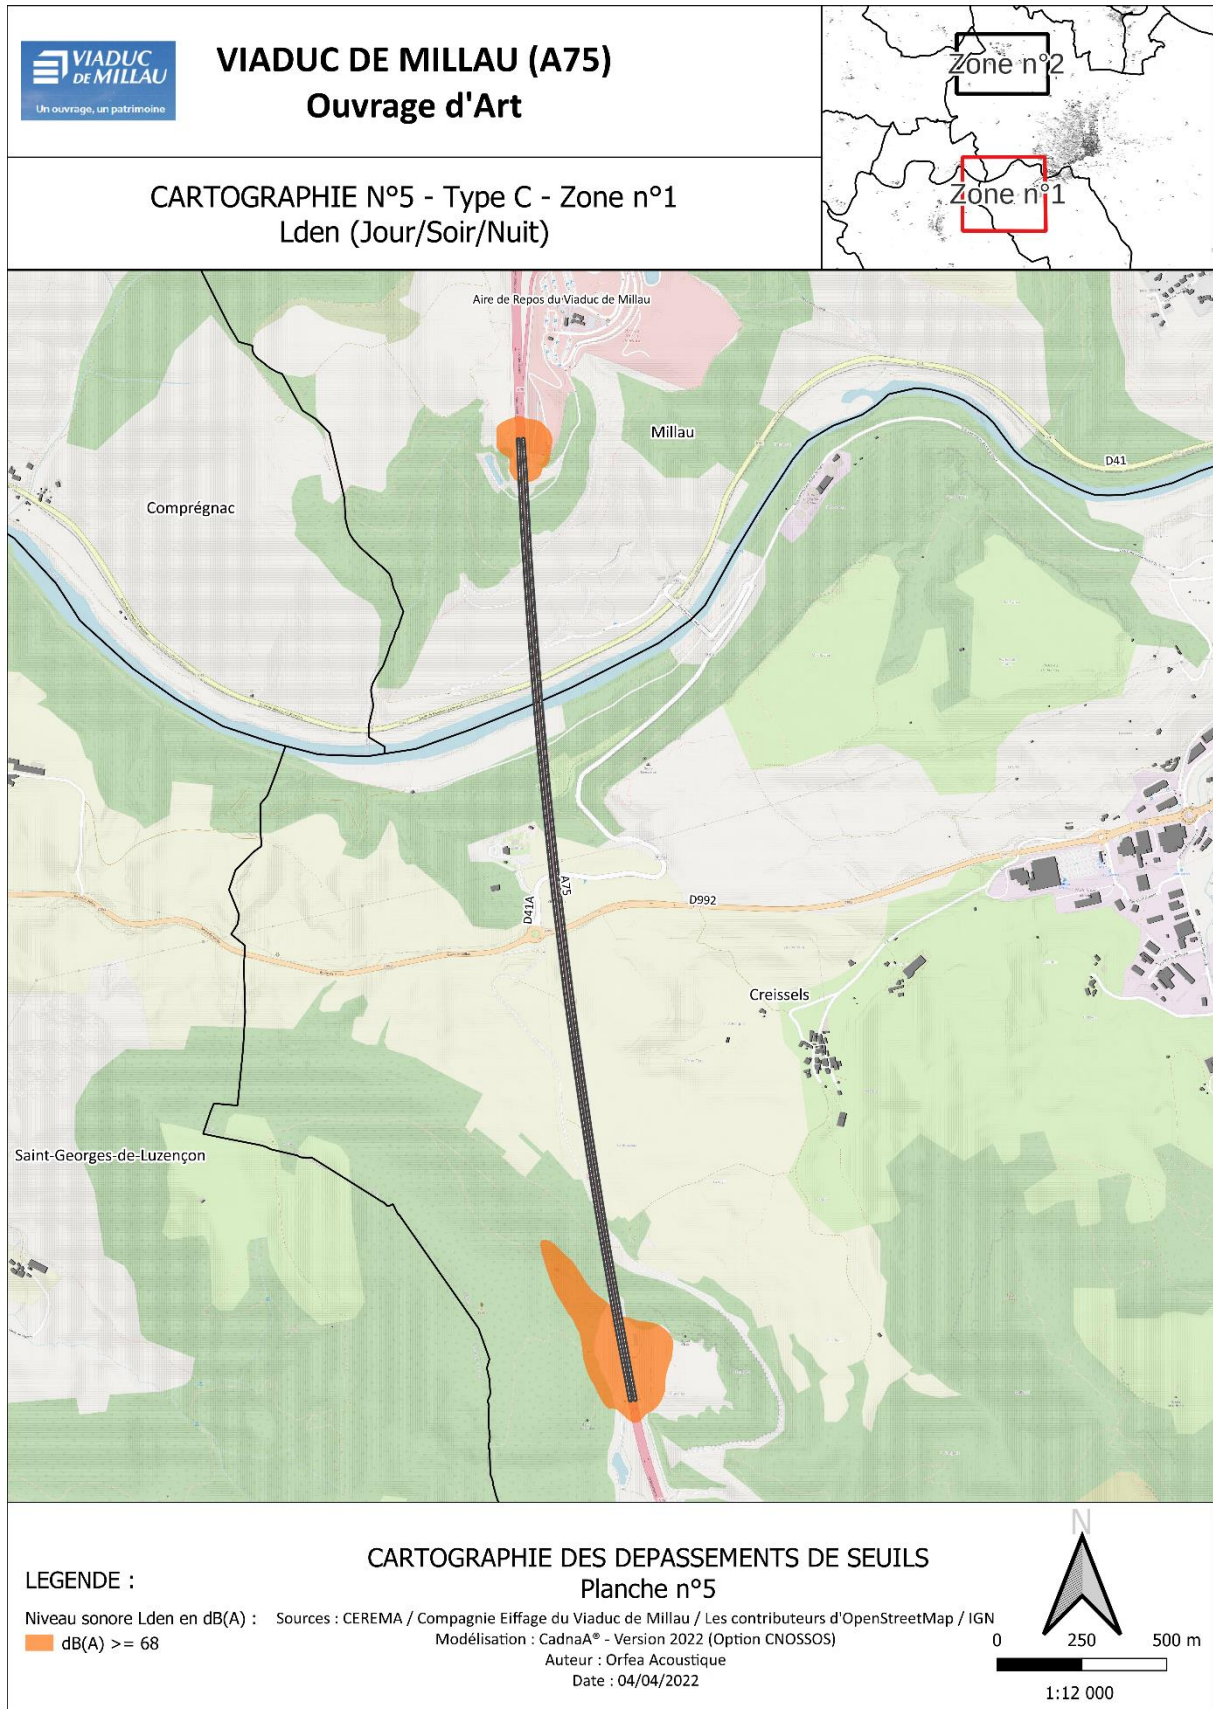 VIADUC
DE MILLAU
Un ouvrage, un patrimoine
VIADUC DE MILLAU (A75)
Ouvrage d'Art
CARTOGRAPHIE N°5 - Type C - Zone n°1
Lden (Jour/Soir/Nuit)
Zone n°2
Zone n°1
Aire de Repos du Viaduc de Millau
Millau
D41
Comprégnac
A75
D41A
D992
Creissels
Saint-Georges-de-Luzençon
LEGENDE :
Niveau sonore Lden en dB(A) :
dB(A) >= 68
CARTOGRAPHIE DES DEPASSEMENTS DE SEUILS
Planche n°5
Sources : CEREMA / Compagnie Eiffage du Viaduc de Millau / Les contributeurs d'OpenStreetMap / IGN
Modélisation : CadnaA® - Version 2022 (Option CNOSSOS)
Auteur : Orfea Acoustique
Date : 04/04/2022
N
0 250 500 m
1:12 000